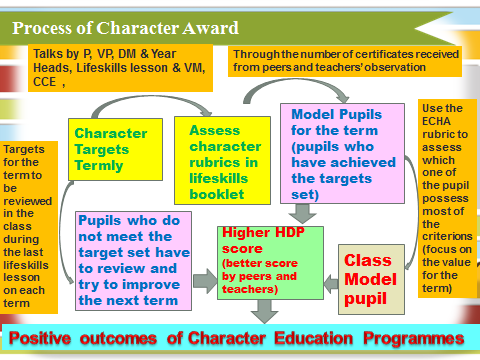 Process of Character Award
Talks by P, VP, DM & Year
Heads, Lifeskills lesson & VM,
CCE ,
Through the number of certificates received
from peers and teachers' observation
Character
Targets
Termly
Assess
character
rubrics in
lifeskills
booklet
Model Pupils
for the term
(pupils who
have achieved
the targets
set)
Use the
ECHA
rubric to
assess
which
one of
the pupil
possess
most of
the
criterions
(focus on
the value
for the
term)
Targets
for the
term to
be
reviewed
in the
class
during
the last
lifeskills
lesson
on each
term
Pupils who do
not meet the
target set have
to review and
try to improve
the next term
Higher HDP
score
(better score
by peers and
teachers)
Class
Model
pupil
Positive outcomes of Character Education Programmes